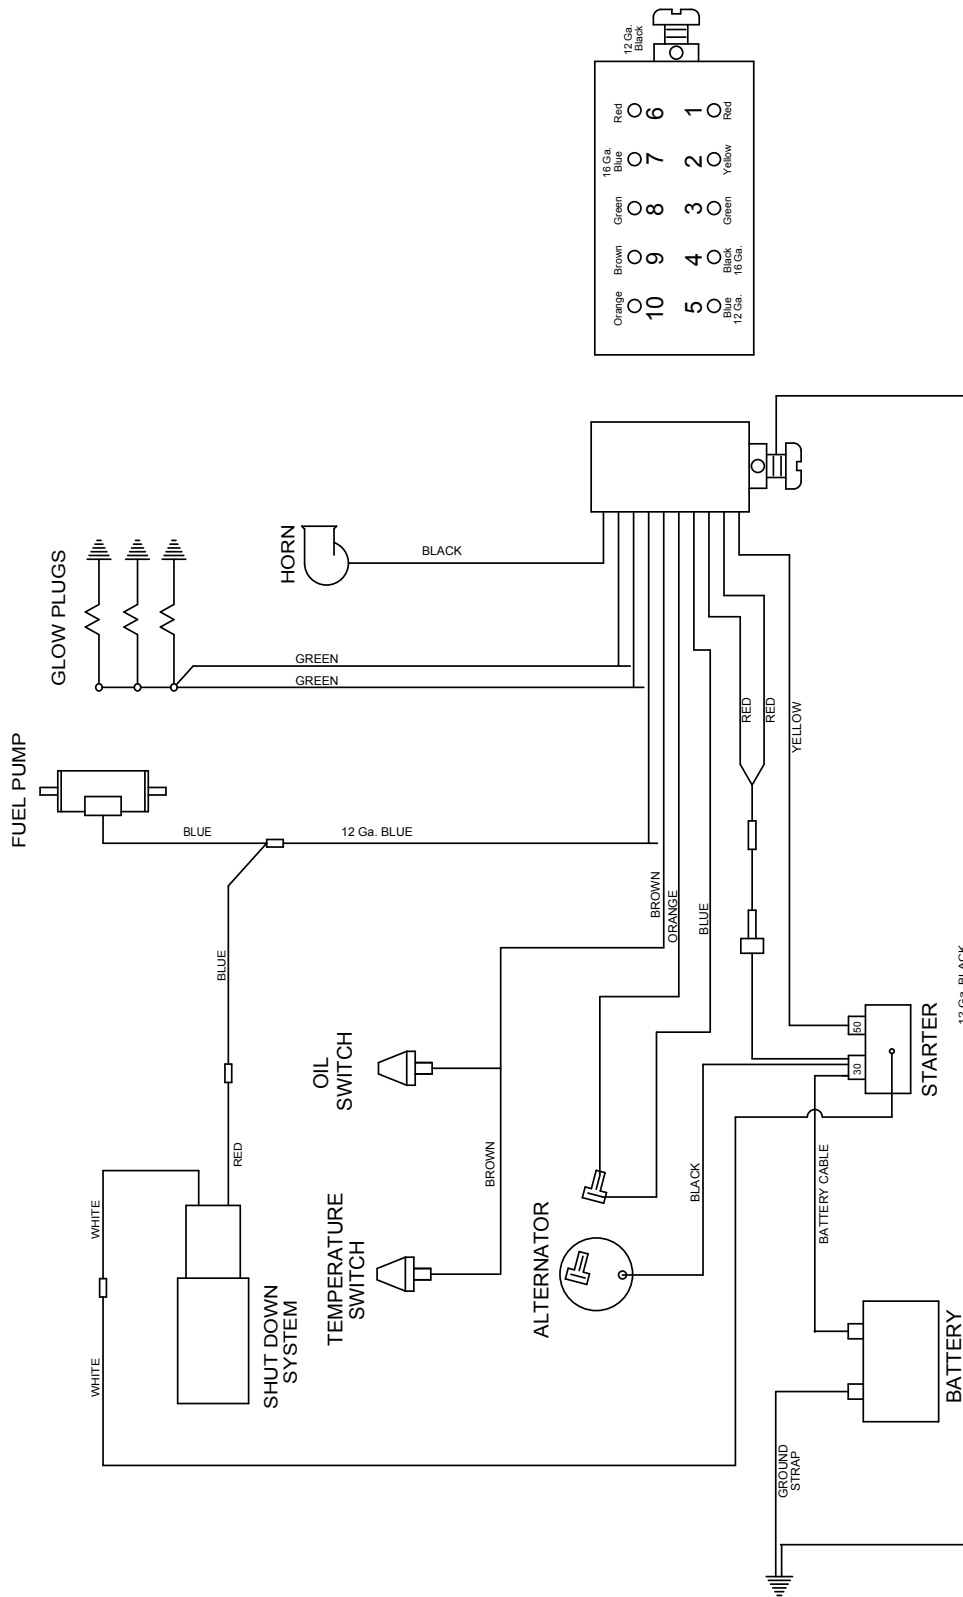 12 Ga.
Black
Red
6
16 Ga.
Blue
7
Green
8
Brown
9
Orange
10
1
Red
2
Yellow
3
Green
4
Black
16 Ga.
5
Blue
12 Ga.
GLOW PLUGS
HORN
BLACK
GREEN
GREEN
FUEL PUMP
BLUE
12 Ga. BLUE
BLUE
RED
WHITE
WHITE
SHUT DOWN
SYSTEM
OIL
SWITCH
TEMPERATURE
SWITCH
BROWN
BROWN
ORANGE
BLUE
RED
RED
YELLOW
ALTERNATOR
BLACK
BATTERY CABLE
50
30
STARTER
12 Ga. BLACK
GROUND
STRAP
BATTERY